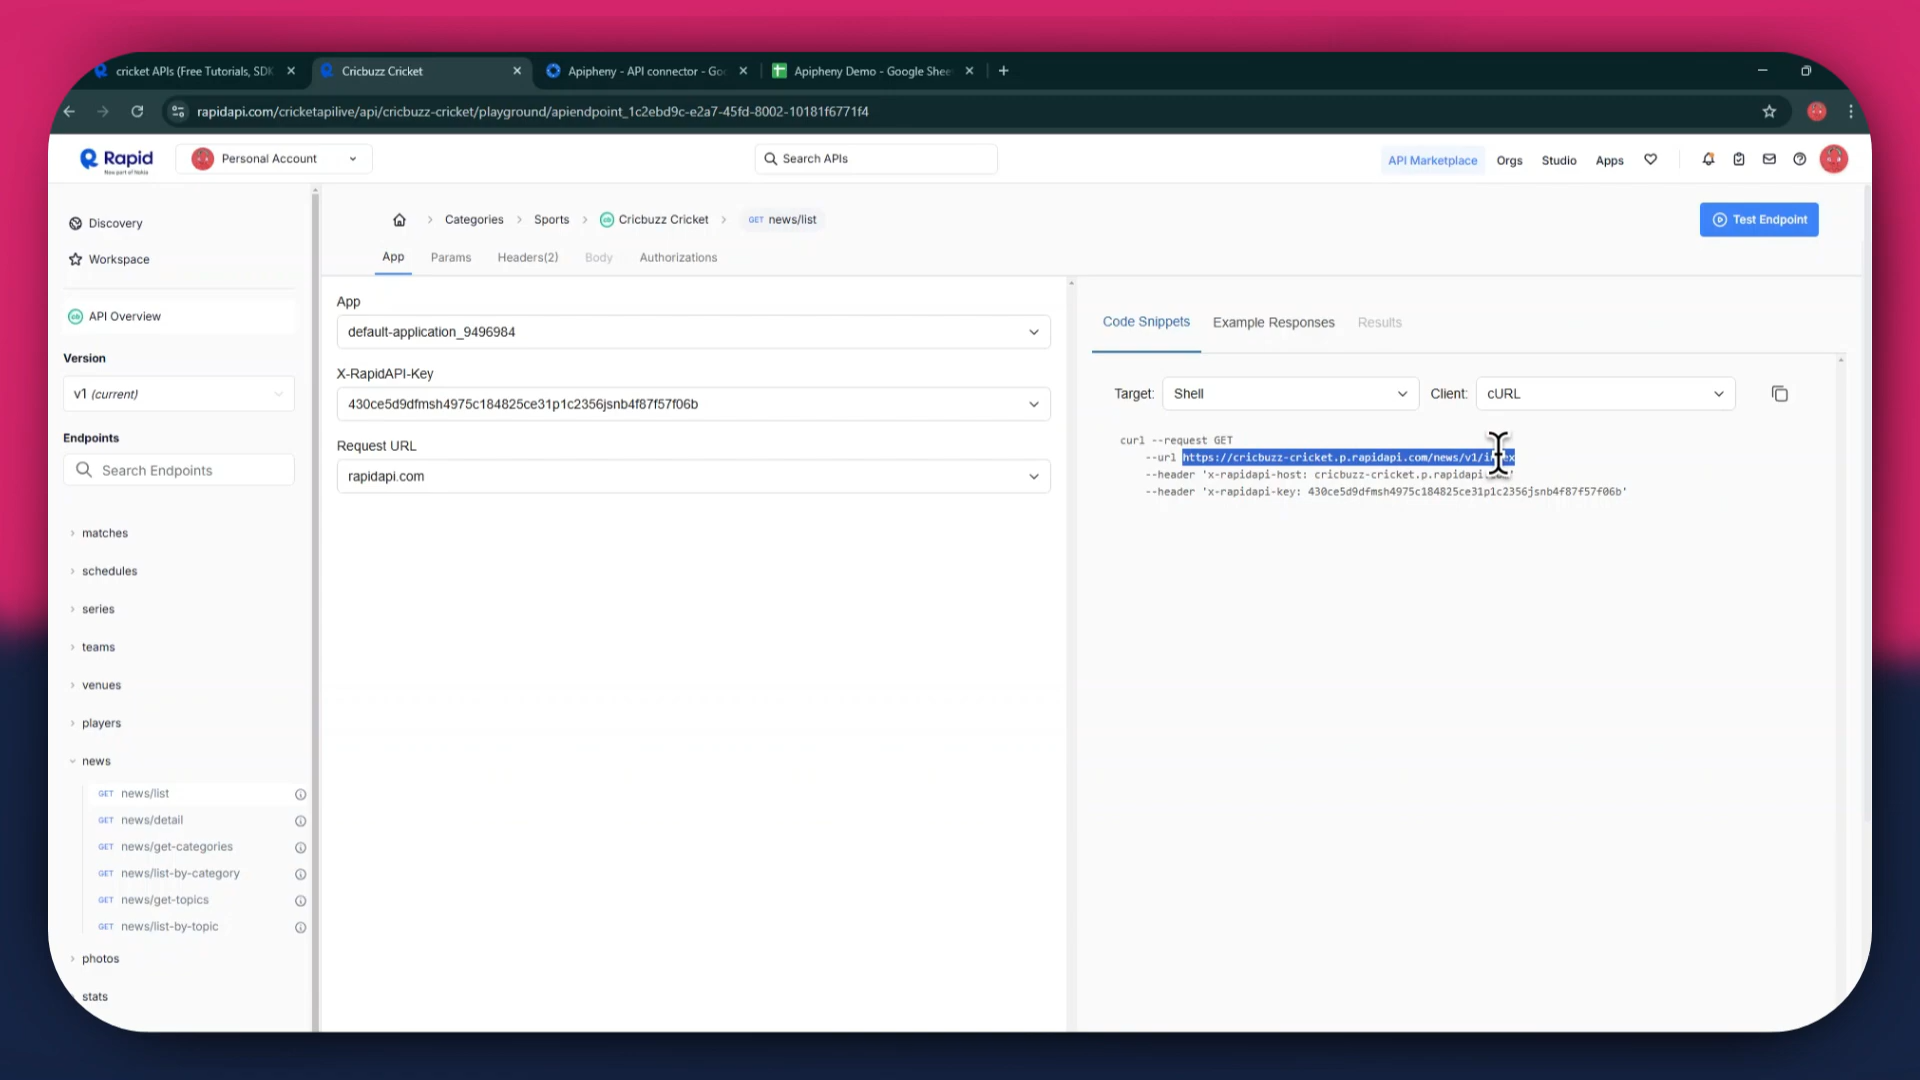 cricket APIs (Free Tutorials, SDK
Cricbuzz Cricket
Apipheny - API connector - Goo
Apipheny Demo - Google Shee
rapidapi.com/cricketapilive/api/cricbuzz-cricket/playground/apiendpoint_1c2ebd9c-e2a7-45fd-8002-10181f6771f4
Rapid
Now part of Nokia
Personal Account
Search APIs
API Marketplace
Orgs
Studio
Apps
Discovery
Workspace
API Overview
Version
v1 (current)
Endpoints
Search Endpoints
matches
schedules
series
teams
venues
players
news
GET news/list
GET news/detail
GET news/get-categories
GET news/list-by-category
GET news/get-topics
GET news/list-by-topic
photos
stats
Categories > Sports > Cricbuzz Cricket > GET news/list
Test Endpoint
App Params Headers(2) Body Authorizations
App
default-application_9496984
X-RapidAPI-Key
430ce5d9dfmsh4975c184825ce31p1c2356jsnb4f87f57f06b
Request URL
rapidapi.com
Code Snippets Example Responses Results
Target: Shell Client: cURL
curl --request GET
--url https://cricbuzz-cricket.p.rapidapi.com/news/v1/index
--header 'x-rapidapi-host: cricbuzz-cricket.p.rapidapi.
--header 'x-rapidapi-key: 430ce5d9dfmsh4975c184825ce31p1c2356jsnb4f87f57f06b'